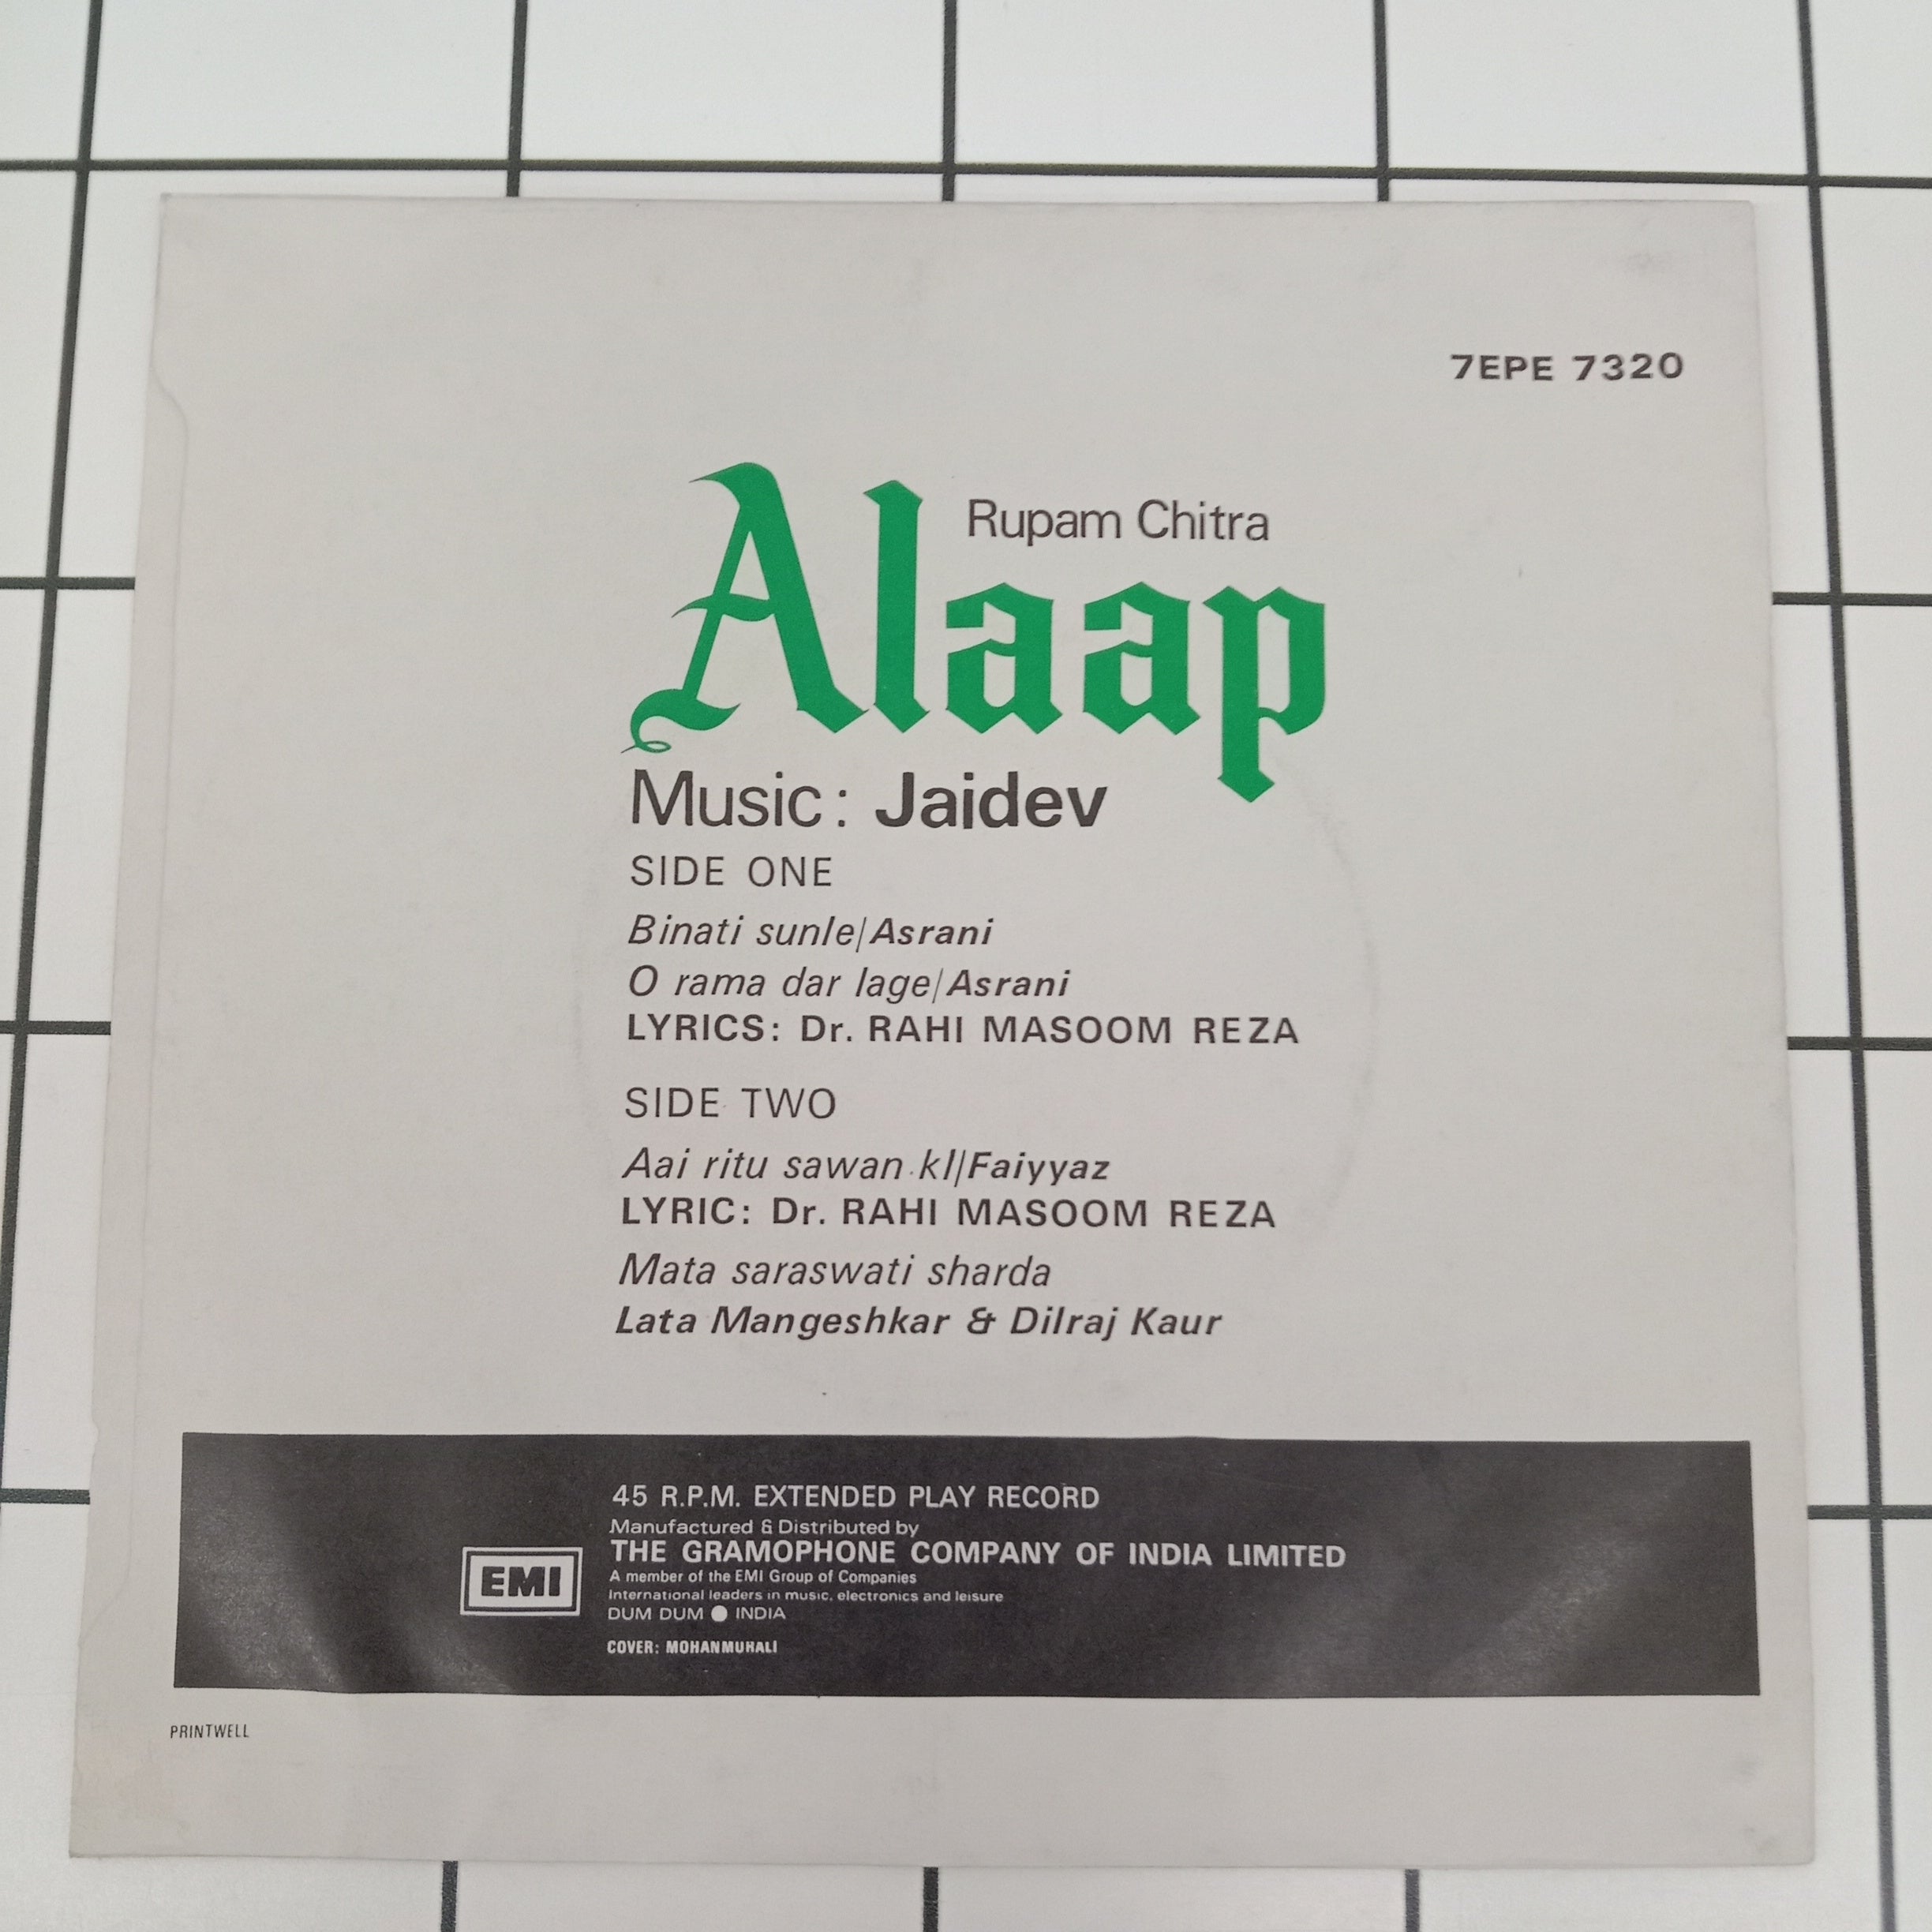 7EPE 7320
Rupam Chitra
Alaap
Music: Jaidev
SIDE ONE
Binati sunle/Asrani
O rama dar lage/Asrani
LYRICS: Dr. RAHI MASOOM REZA
SIDE TWO
Aai ritu sawan kI/Faiyyaz
LYRIC: Dr. RAHI MASOOM REZA
Mata saraswati sharda
Lata Mangeshkar & Dilraj Kaur
45 R.P.M. EXTENDED PLAY RECORD
Manufactured & Distributed by
THE GRAMOPHONE COMPANY OF INDIA LIMITED
A member of the EMI Group of Companies
International leaders in music, electronics and leisure
DUM DUM ● INDIA
EMI
COVER: MOHANMURALI
PRINTWELL